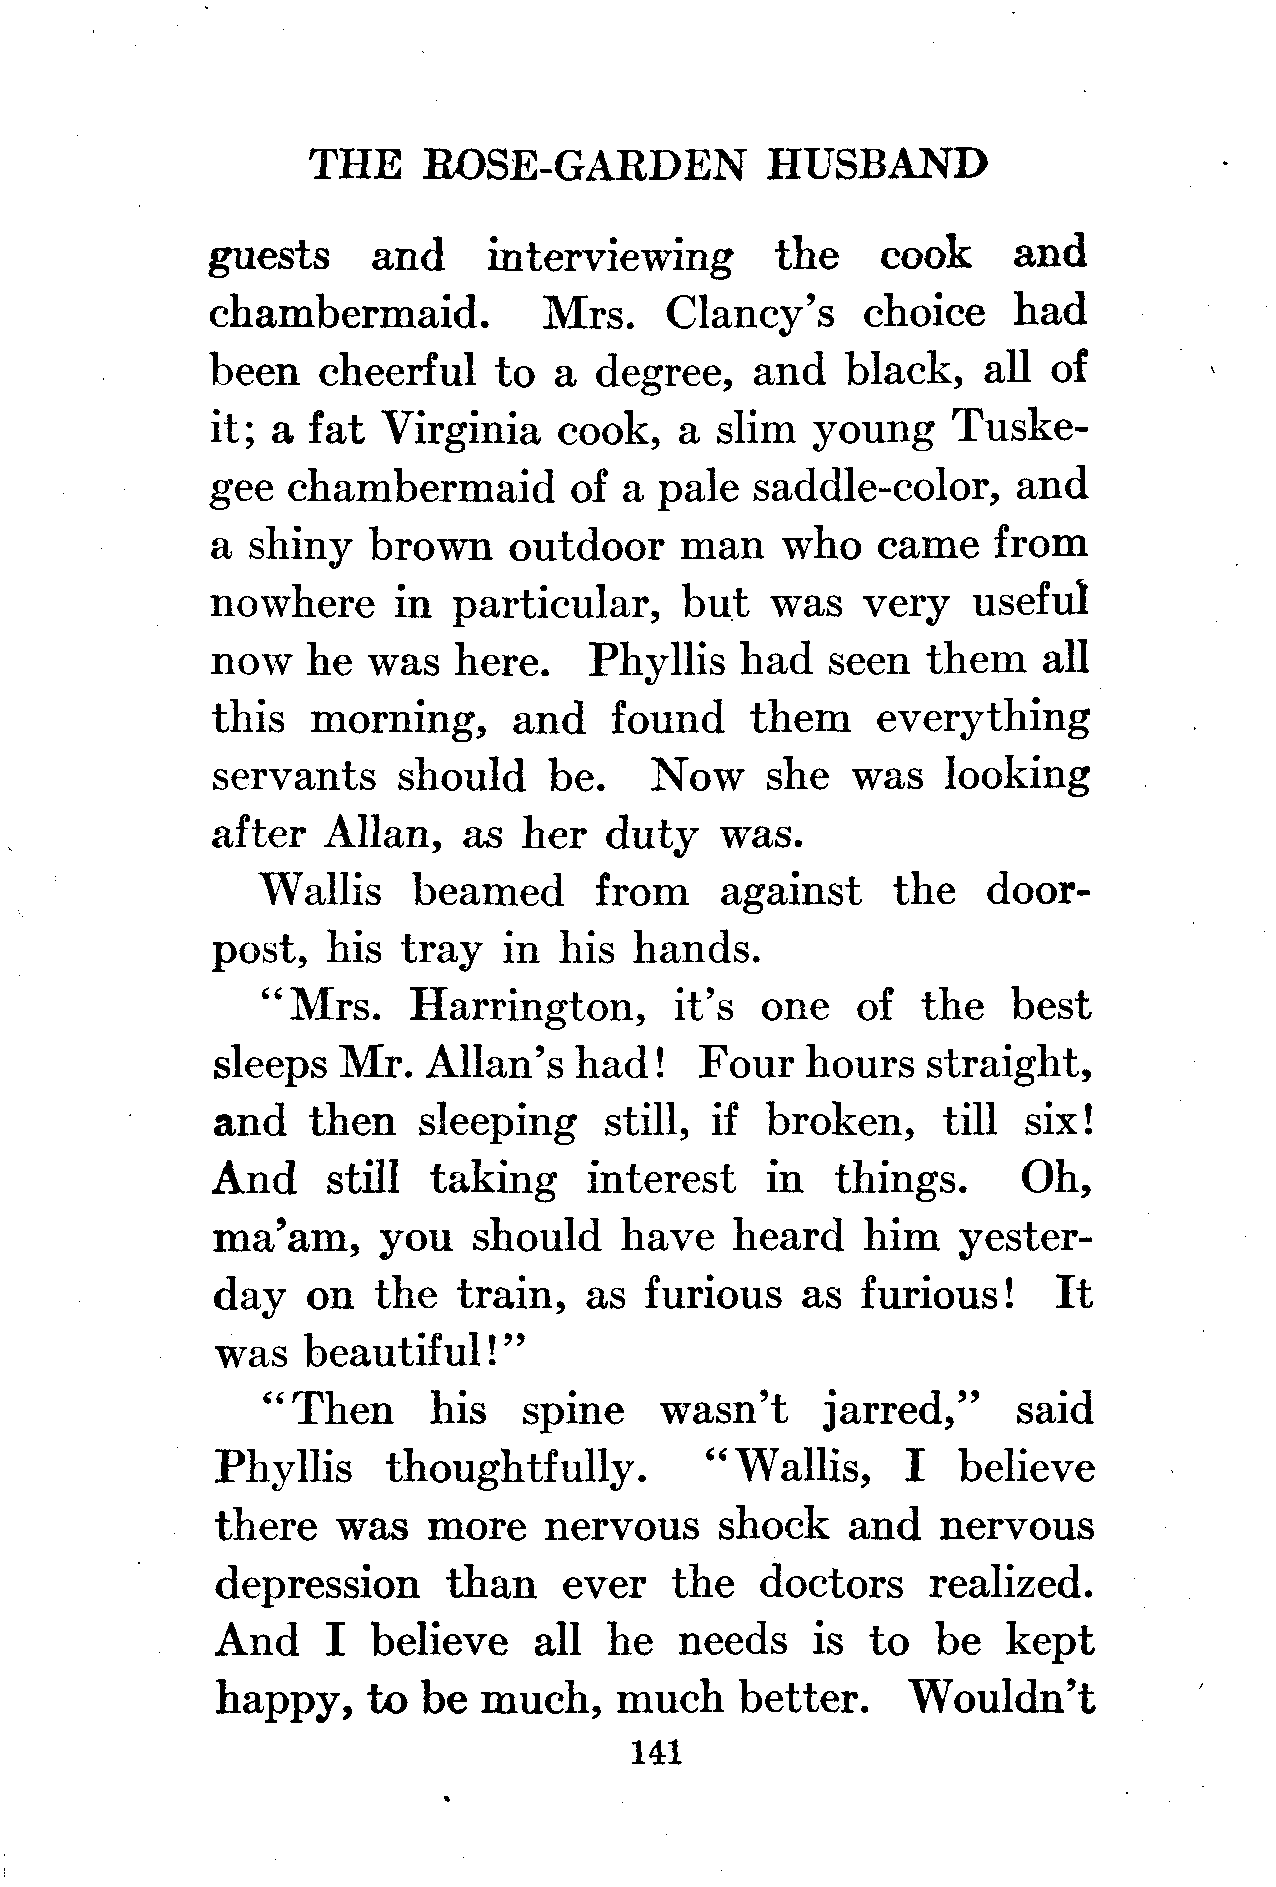 THE ROSE-GARDEN HUSBAND
guests and interviewing the cook and
chambermaid. Mrs. Clancy's choice had
been cheerful to a degree, and black, all of
it; a fat Virginia cook, a slim young Tuske-
gee chambermaid of a pale saddle-color, and
a shiny brown outdoor man who came from
nowhere in particular, but was very useful
now he was here. Phyllis had seen them all
this morning, and found them everything
servants should be. Now she was looking
after Allan, as her duty was.
Wallis beamed from against the door-
post, his tray in his hands.
"Mrs. Harrington, it's one of the best
sleeps Mr. Allan's had! Four hours straight,
and then sleeping still, if broken, till six!
And still taking interest in things. Oh,
ma'am, you should have heard him yester-
day on the train, as furious as furious! It
was beautiful!"
"Then his spine wasn't jarred," said
Phyllis thoughtfully. "Wallis, I believe
there was more nervous shock and nervous
depression than ever the doctors realized.
And I believe all he needs is to be kept
happy, to be much, much better. Wouldn't
141